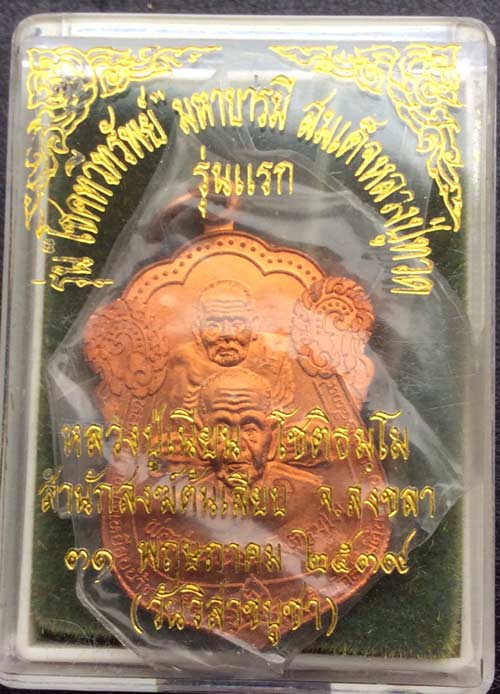 รุ่น "โชคทวีทรัพย์" มหาบารมี สมเด็จหลวงปู่ทวด
รุ่นแรก
หลวงปู่เนียน โชติธมฺโม
สำนักสงฆ์ต้นเลียบ จ.สงขลา
๓๑ พฤษภาคม ๒๕๓๙
(วันวิสาขบูชา)